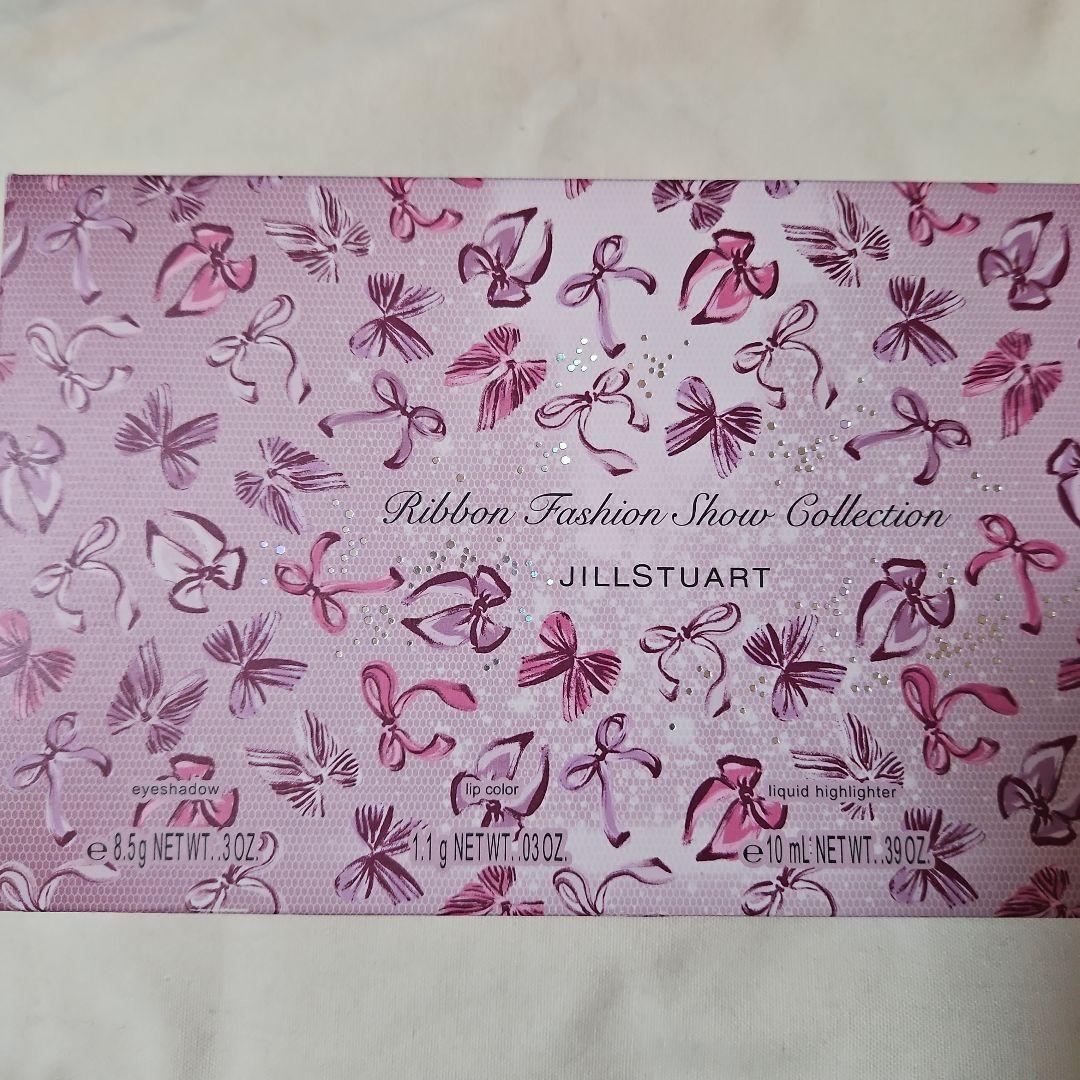 Ribbon Fashion Show Collection
JILLSTUART
eyeshadow
℮ 8.5g NET WT. .3 OZ.
lip color
1.1 g NET WT. .03 OZ.
liquid highlighter
℮ 10 mL NET WT. .39 OZ.